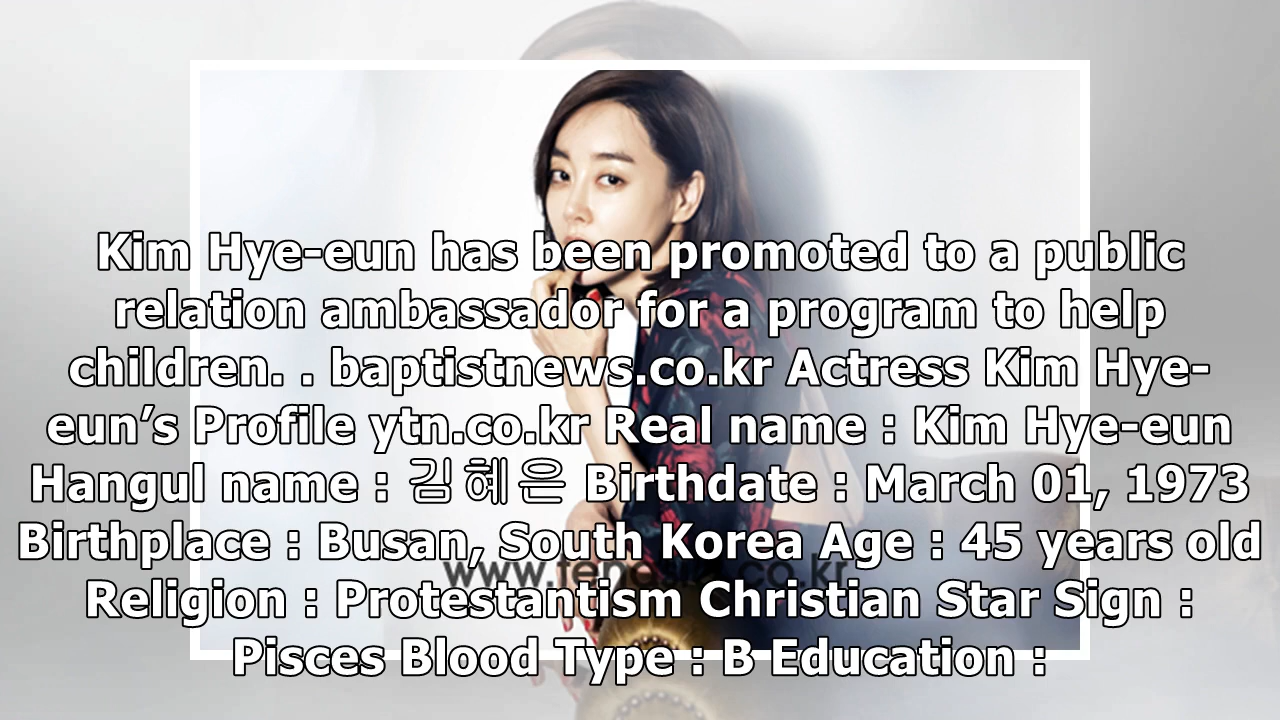 Kim Hye-eun has been promoted to a public
relation ambassador for a program to help
children. . baptistnews.co.kr Actress Kim Hye-
eun’s Profile ytn.co.kr Real name : Kim Hye-eun
Hangul name : 김혜은 Birthdate : March 01, 1973
Birthplace : Busan, South Korea Age : 45 years old
Religion : Protestantism Christian Star Sign :
Pisces Blood Type : B Education :